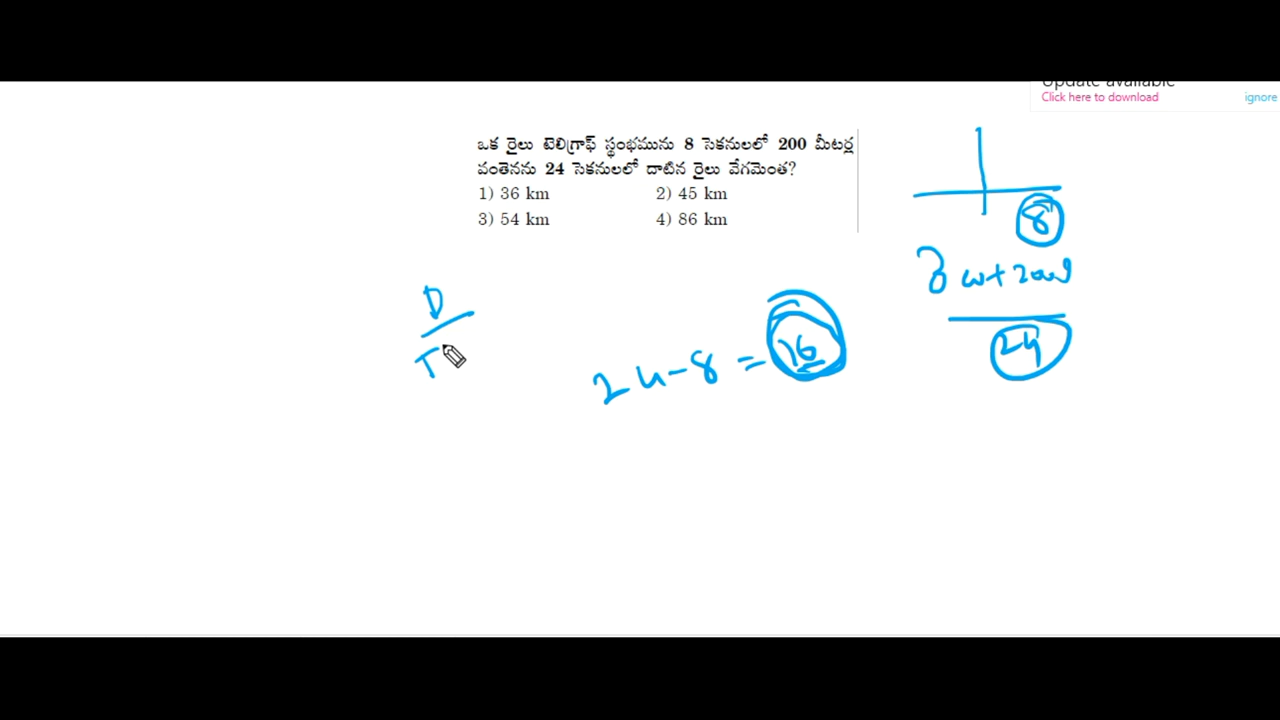 Update available
Click here to download ignore
ఒక రైలు టెలిగ్రాఫ్ స్థంభమును 8 సెకనులలో 200 మీటర్ల
వంతెనను 24 సెకనులలో దాటిన రైలు వేగమెంత?
1) 36 km 2) 45 km
3) 54 km 4) 86 km
8
24
D
T
24-8 = 16